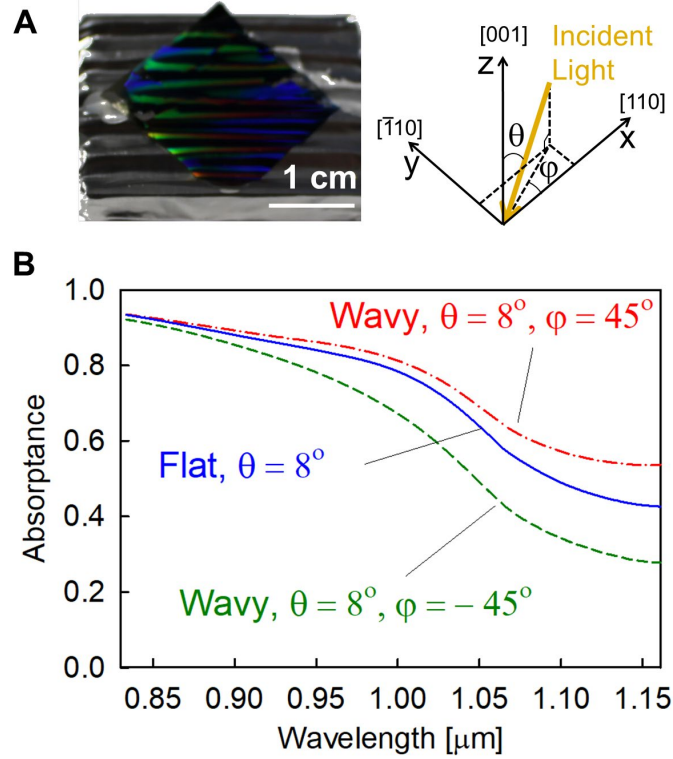 A
1 cm
[001]
Incident
Light
z
[110]
[1̄10]
θ
x
y
φ
B
1.0
0.8
0.6
0.4
0.2
0.0
Absorptance
Wavy, θ = 8°, φ = 45°
Flat, θ = 8°
Wavy, θ = 8°, φ = − 45°
0.85 0.90 0.95 1.00 1.05 1.10 1.15
Wavelength [μm]